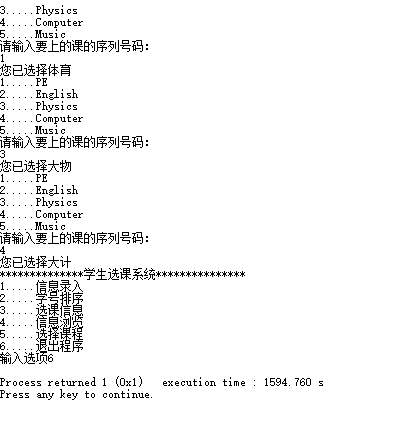 3.....Physics
4.....Computer
5.....Music
请输入要上的课的序列号码:
1
您已选择体育
1.....PE
2.....English
3.....Physics
4.....Computer
5.....Music
请输入要上的课的序列号码:
3
您已选择大物
1.....PE
2.....English
3.....Physics
4.....Computer
5.....Music
请输入要上的课的序列号码:
4
您已选择大计
**************学生选课系统***************
1.....信息录入
2.....学号排序
3.....选课信息
4.....信息浏览
5.....选择课程
6.....退出程序
输入选项6
Process returned 1 (0x1)   execution time : 1594.760 s
Press any key to continue.